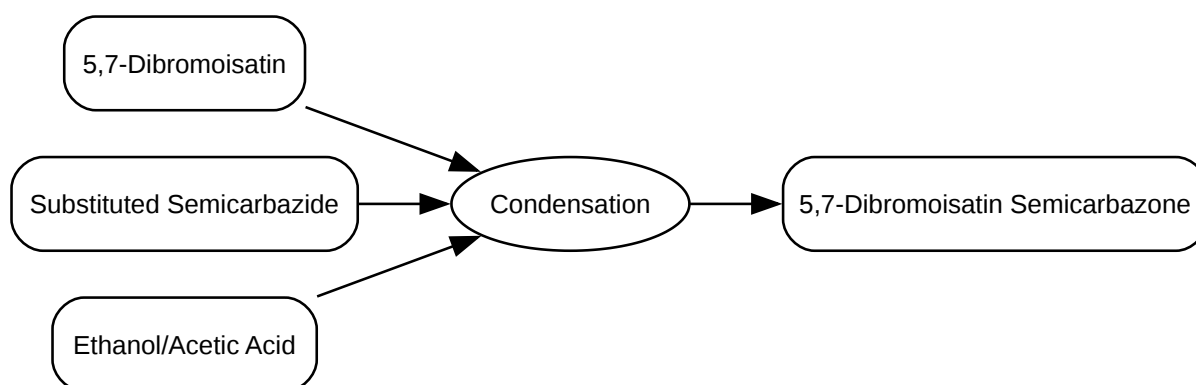 5,7-Dibromoisatin
Substituted Semicarbazide
Condensation
5,7-Dibromoisatin Semicarbazone
Ethanol/Acetic Acid